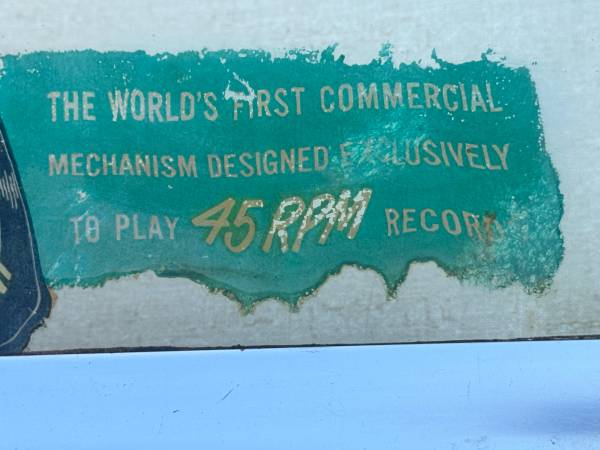 THE WORLD'S FIRST COMMERCIAL
MECHANISM DESIGNED EXCLUSIVELY
TO PLAY 45 RPM RECORD